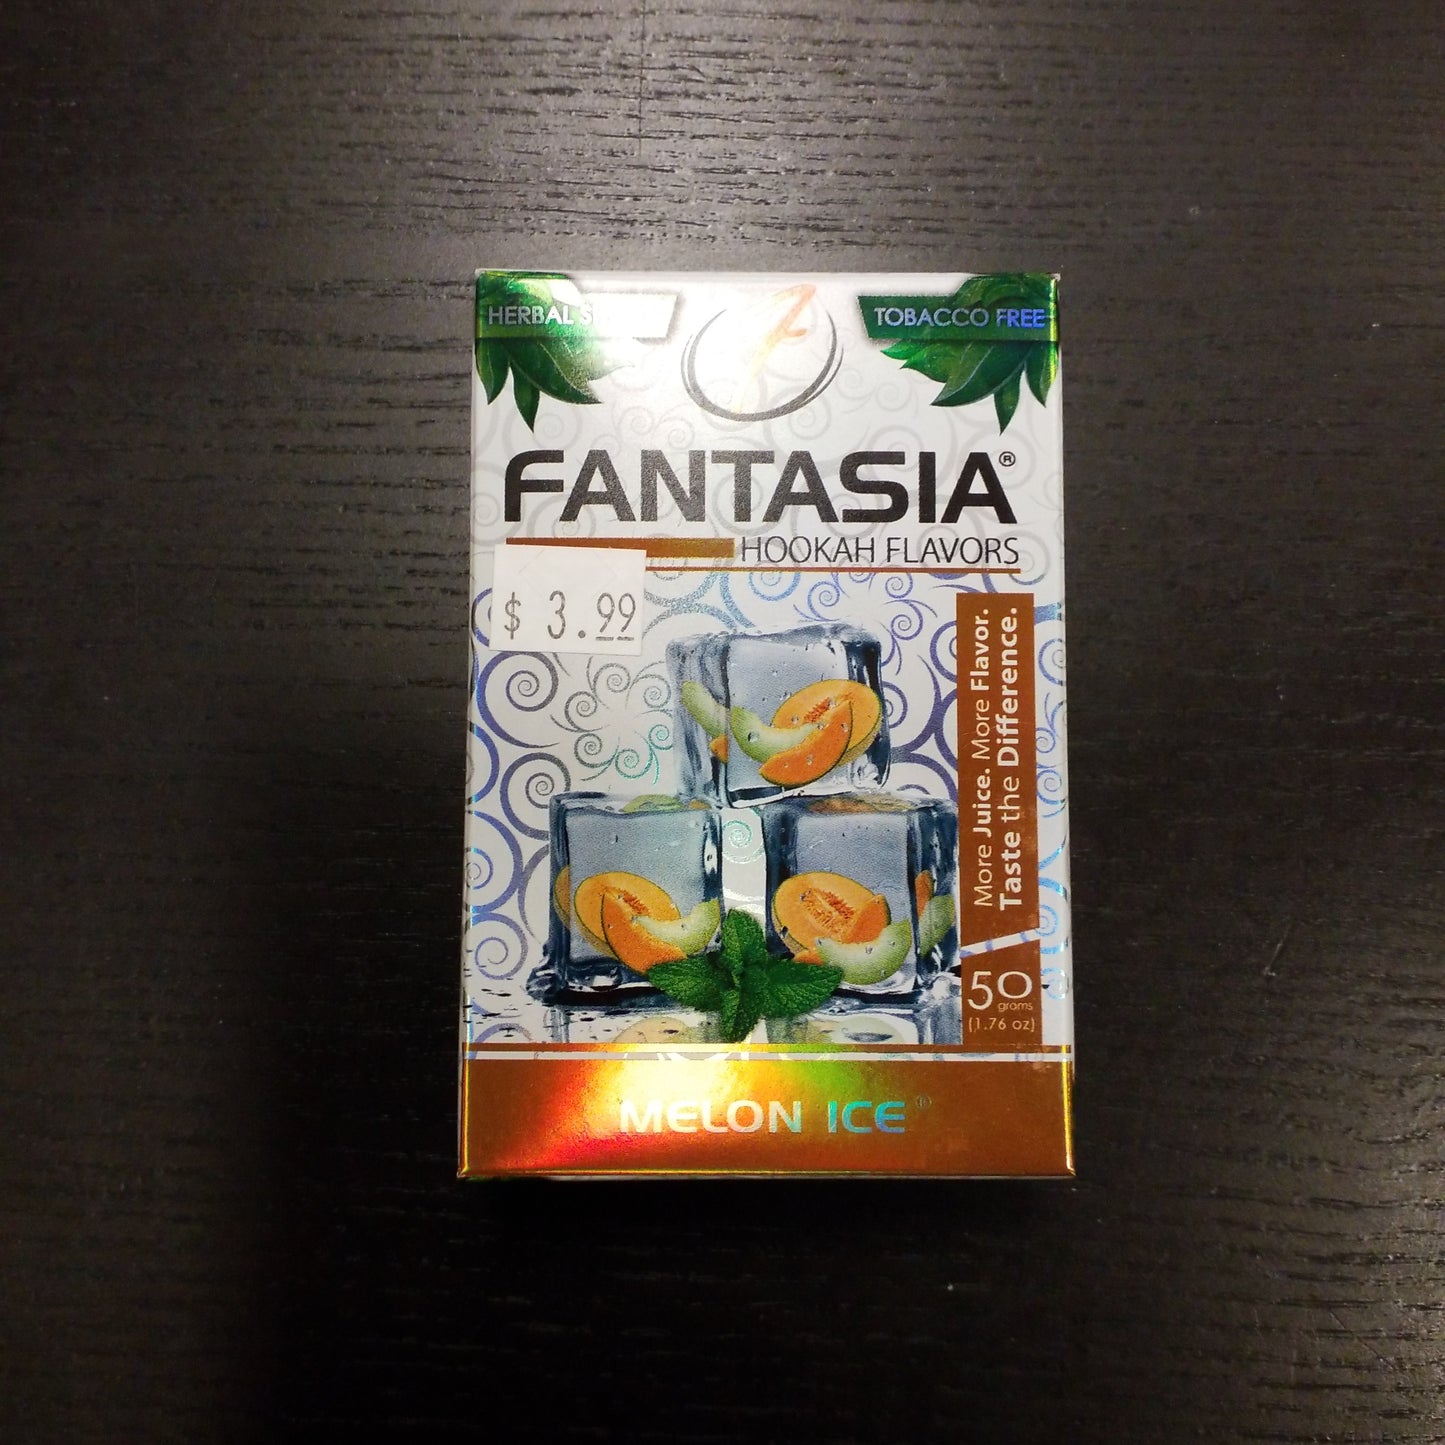 HERBAL
TOBACCO FREE
FANTASIA®
HOOKAH FLAVORS
$ 3.99
More Juice. More Flavor.
Taste the Difference.
50
grams
(1.76 oz)
MELON ICE®